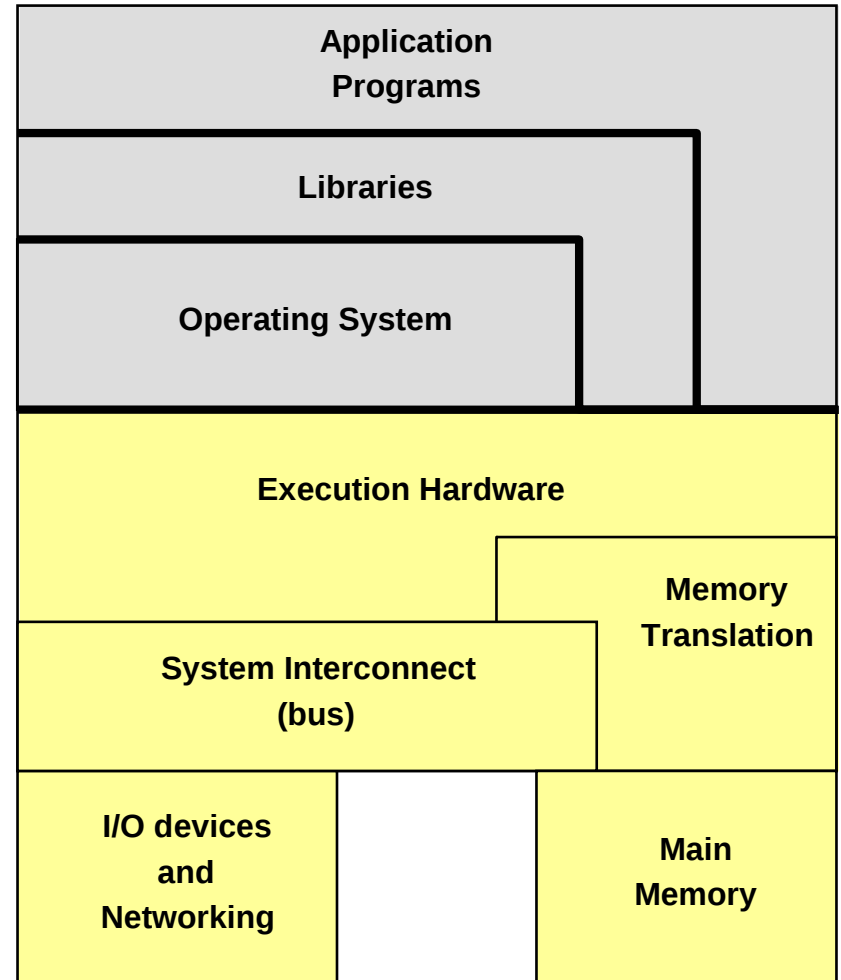 Application
Programs
Libraries
Operating System
Execution Hardware
Memory
Translation
System Interconnect
(bus)
I/O devices
and
Networking
Main
Memory